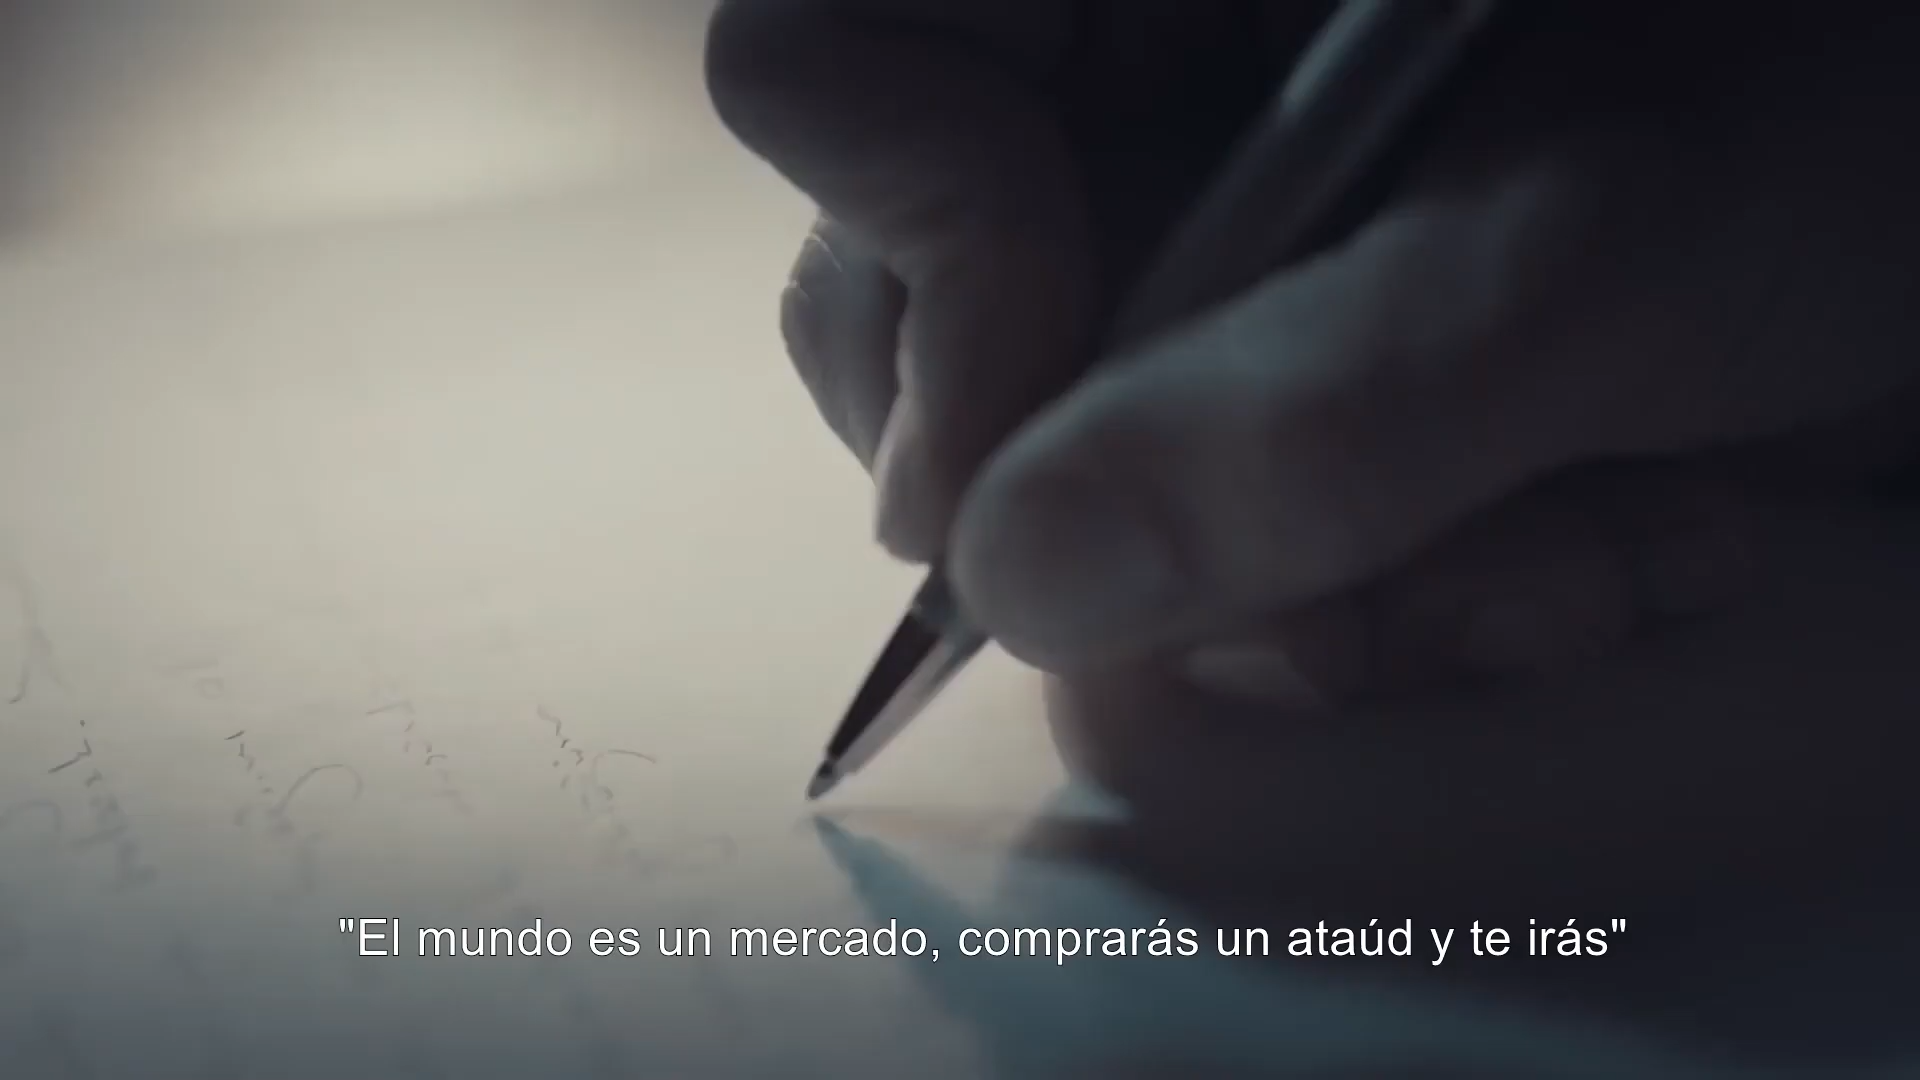 "El mundo es un mercado, comprarás un ataúd y te irás"